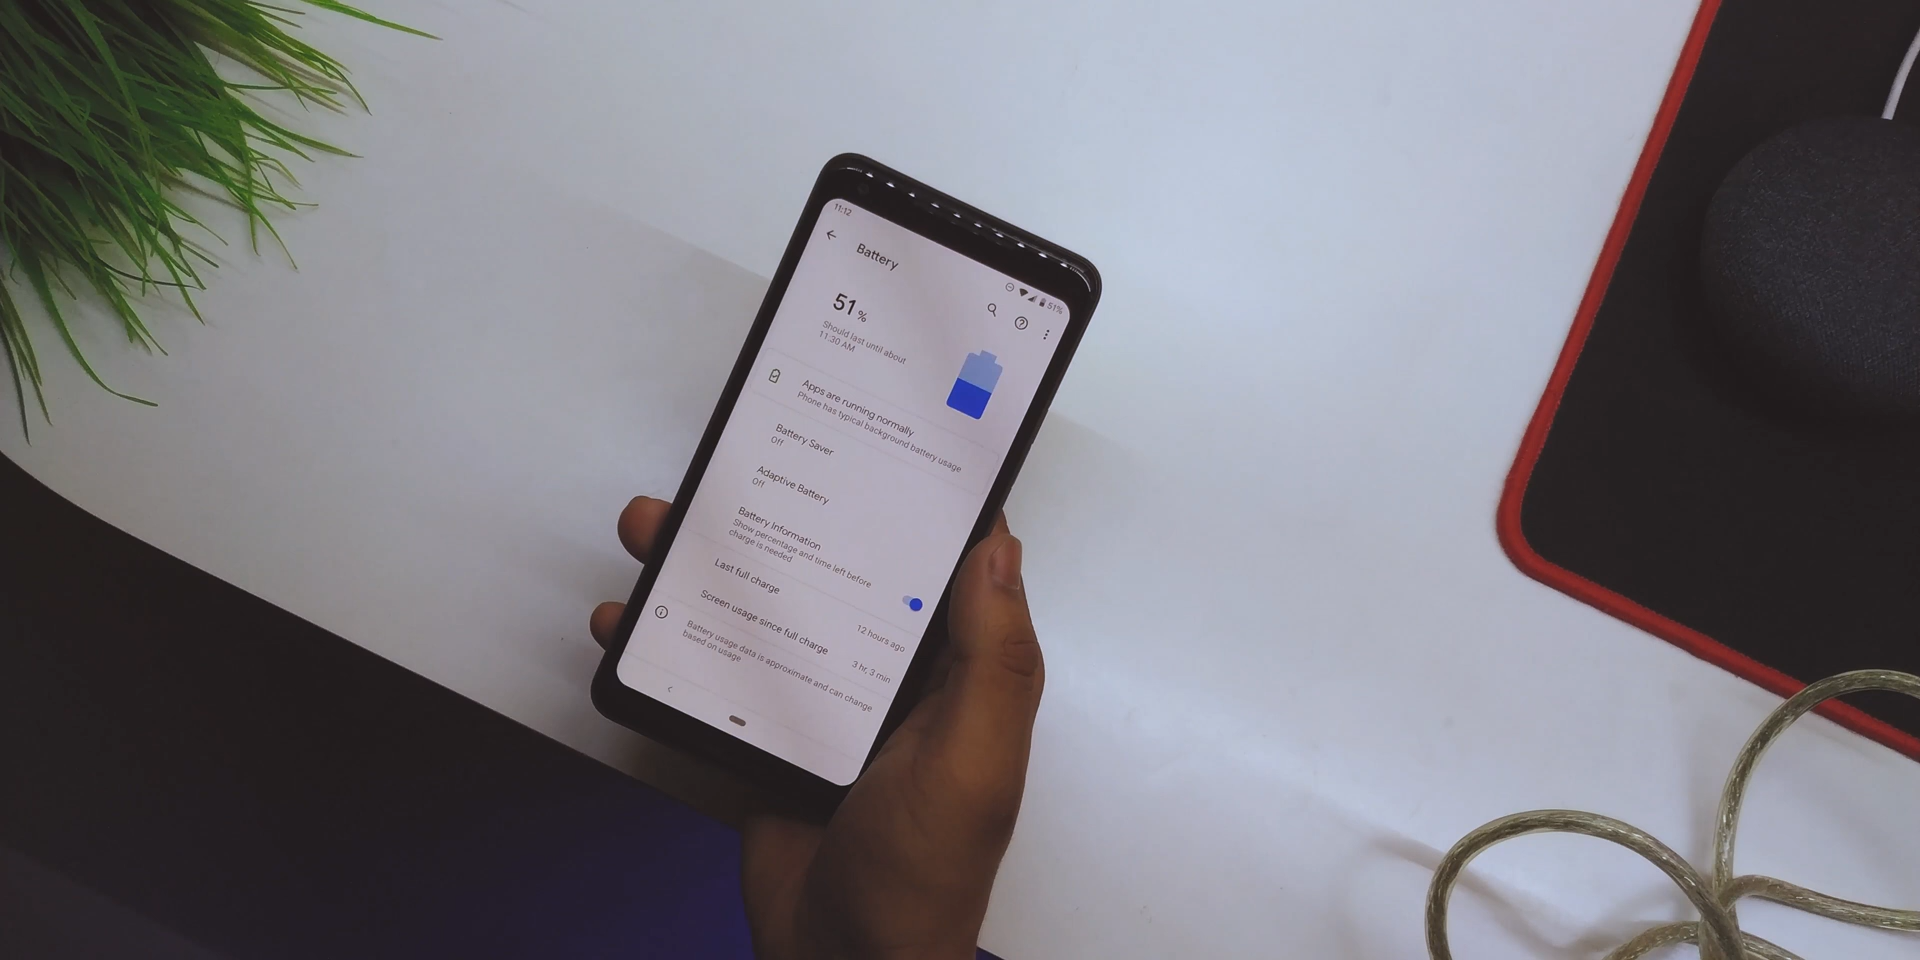 11:12
51%
Battery
51%
Should last until about
11:30 AM
Apps are running normally
Phone has typical background battery usage
Battery Saver
Off
Adaptive Battery
Off
Battery Information
Show percentage and time left before
charge is needed
Last full charge
12 hours ago
Screen usage since full charge
3 hr, 3 min
Battery usage data is approximate and can change
based on usage